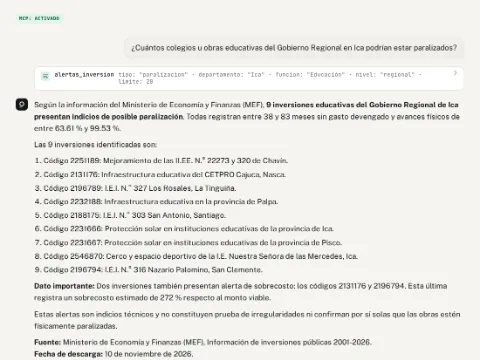 MCP: ACTIVADO
¿Cuántos colegios u obras educativas del Gobierno Regional en Ica podrían estar paralizados?
alertas_inversion tipo: "paralizacion" · departamento: "Ica" · funcion: "Educación" · nivel: "regional" ·
limite: 20
Según la información del Ministerio de Economía y Finanzas (MEF), 9 inversiones educativas del Gobierno Regional de Ica
presentan indicios de posible paralización. Todas registran entre 38 y 83 meses sin gasto devengado y avances físicos de
entre 63.61 % y 99.53 %.
Las 9 inversiones identificadas son:
1. Código 2251189: Mejoramiento de las II.EE. N.° 22273 y 320 de Chavín.
2. Código 2131176: Infraestructura educativa del CETPRO Cajuca, Nasca.
3. Código 2196789: I.E.I. N.° 327 Los Rosales, La Tinguiña.
4. Código 2232188: Infraestructura educativa en la provincia de Palpa.
5. Código 2188175: I.E.I. N.° 303 San Antonio, Santiago.
6. Código 2231666: Protección solar en instituciones educativas de la provincia de Ica.
7. Código 2231667: Protección solar en instituciones educativas de la provincia de Pisco.
8. Código 2546870: Cerco y espacio deportivo de la I.E. Nuestra Señora de las Mercedes, Ica.
9. Código 2196794: I.E.I. N.° 316 Nazario Palomino, San Clemente.
Dato importante: Dos inversiones también presentan alerta de sobrecosto: los códigos 2131176 y 2196794. Esta última
registra un sobrecosto estimado de 272 % respecto al monto viable.
Estas alertas son indicios técnicos y no constituyen prueba de irregularidades ni confirman por sí solas que las obras estén
físicamente paralizadas.
Fuente: Ministerio de Economía y Finanzas (MEF), Información de inversiones públicas 2001-2026.
Fecha de descarga: 10 de noviembre de 2026.